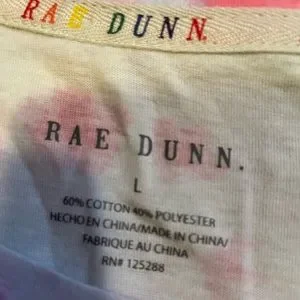 RAE DUNN.
RAE DUNN.
L
60% COTTON 40% POLYESTER
HECHO EN CHINA/MADE IN CHINA/
FABRIQUE AU CHINA
RN# 125288